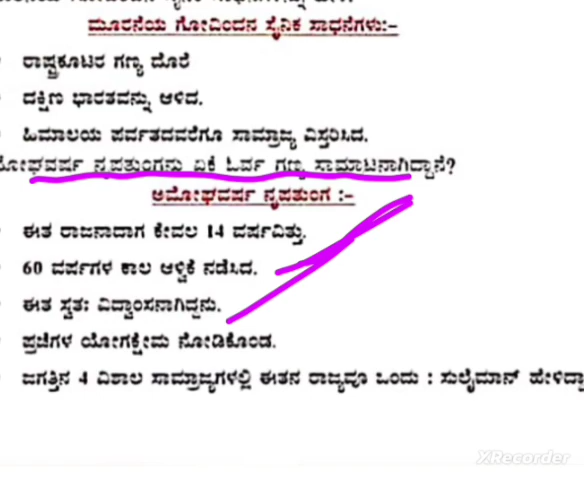 ಮೂರನೆಯ ಗೋವಿಂದನ ಸೈನಿಕ ಸಾಧನೆಗಳು:-
ರಾಷ್ಟ್ರಕೂಟರ ಗಣ್ಯ ದೊರೆ
ದಕ್ಷಿಣ ಭಾರತವನ್ನು ಆಳಿದ.
ಹಿಮಾಲಯ ಪರ್ವತದವರೆಗೂ ಸಾಮ್ರಾಜ್ಯ ವಿಸ್ತರಿಸಿದ.
ನೃಪತುಂಗನು ಏಕೆ ಓರ್ವ ಗಣ್ಯ ಸಾಮ್ರಾಟನಾಗಿದ್ದಾನೆ?
ಅಮೋಘವರ್ಷ ನೃಪತುಂಗ :-
ಈತ ರಾಜನಾದಾಗ ಕೇವಲ 14 ವರ್ಷವಿತ್ತು.
60 ವರ್ಷಗಳ ಕಾಲ ಆಳ್ವಿಕೆ ನಡೆಸಿದ.
ಈತ ಸ್ವತಃ ವಿದ್ವಾಂಸನಾಗಿದ್ದನು.
ಪ್ರಜೆಗಳ ಯೋಗಕ್ಷೇಮ ನೋಡಿಕೊಂಡ.
ಜಗತ್ತಿನ 4 ವಿಶಾಲ ಸಾಮ್ರಾಜ್ಯಗಳಲ್ಲಿ ಈತನ ರಾಜ್ಯವೂ ಒಂದು : ಸುಲೈಮಾನ್
XRecorder